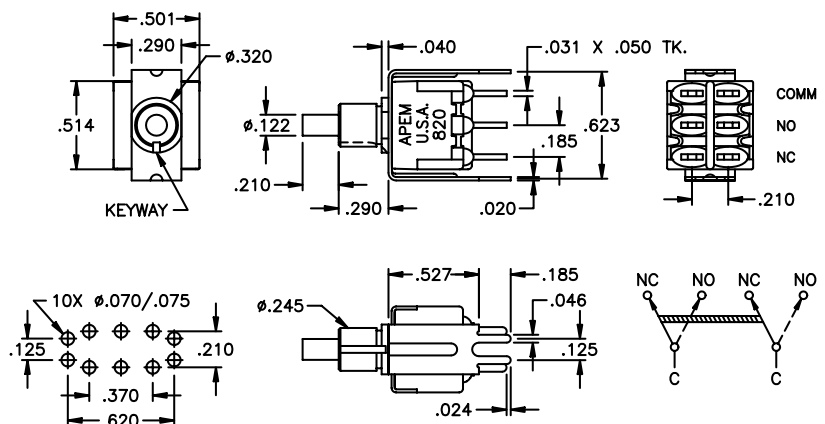 .501
.290
ø.320
.514
KEYWAY
.040
.031 X .050 TK.
ø.122
APEM
U.S.A.
820
.185
.623
.210
.290
.020
COMM
NO
NC
.210
10X ø.070/.075
.125
.210
.370
.620
ø.245
.527
.185
.046
.125
.024
NC
NO
NC
NO
C
C